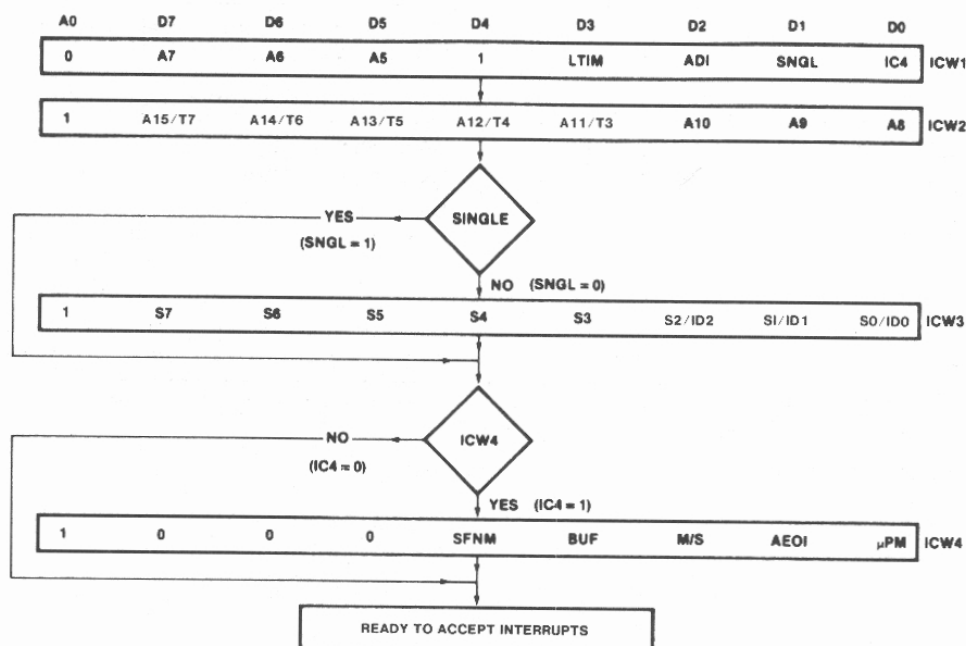 A0 D7 D6 D5 D4 D3 D2 D1 D0
0 A7 A6 A5 1 LTIM ADI SNGL IC4 ICW1
1 A15/T7 A14/T6 A13/T5 A12/T4 A11/T3 A10 A9 A8 ICW2
SINGLE
YES
(SNGL = 1)
NO (SNGL = 0)
1 S7 S6 S5 S4 S3 S2/ID2 SI/ID1 S0/ID0 ICW3
ICW4
NO
(IC4 = 0)
YES (IC4 = 1)
1 0 0 0 SFNM BUF M/S AEOI µPM ICW4
READY TO ACCEPT INTERRUPTS